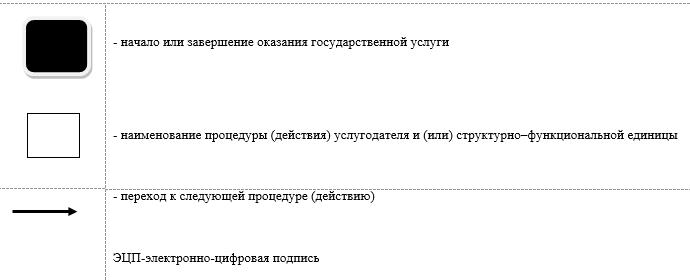 - начало или завершение оказания государственной услуги
- наименование процедуры (действия) услугодателя и (или) структурно–функциональной единицы
- переход к следующей процедуре (действию)
ЭЦП-электронно-цифровая подпись